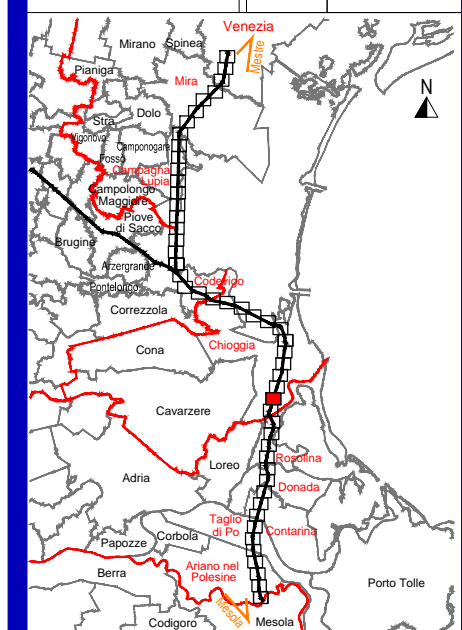 Venezia
Mirano
Spinea
Mestre
Pianiga
Mira
N
Stra
Dolo
Vigonovo
Camponogara
Fossò
Campagna
Lupia
Campolongo
Maggiore
Piove
di Sacco
Brugine
Arzergrande
Codevigo
Pontelongo
Correzzola
Chioggia
Cona
Cavarzere
Rosolina
Loreo
Adria
Donada
Taglio
di Po
Contarina
Corbola
Papozze
Berra
Ariano nel
Polesine
Porto Tolle
Mesola
Codigoro
Mesola